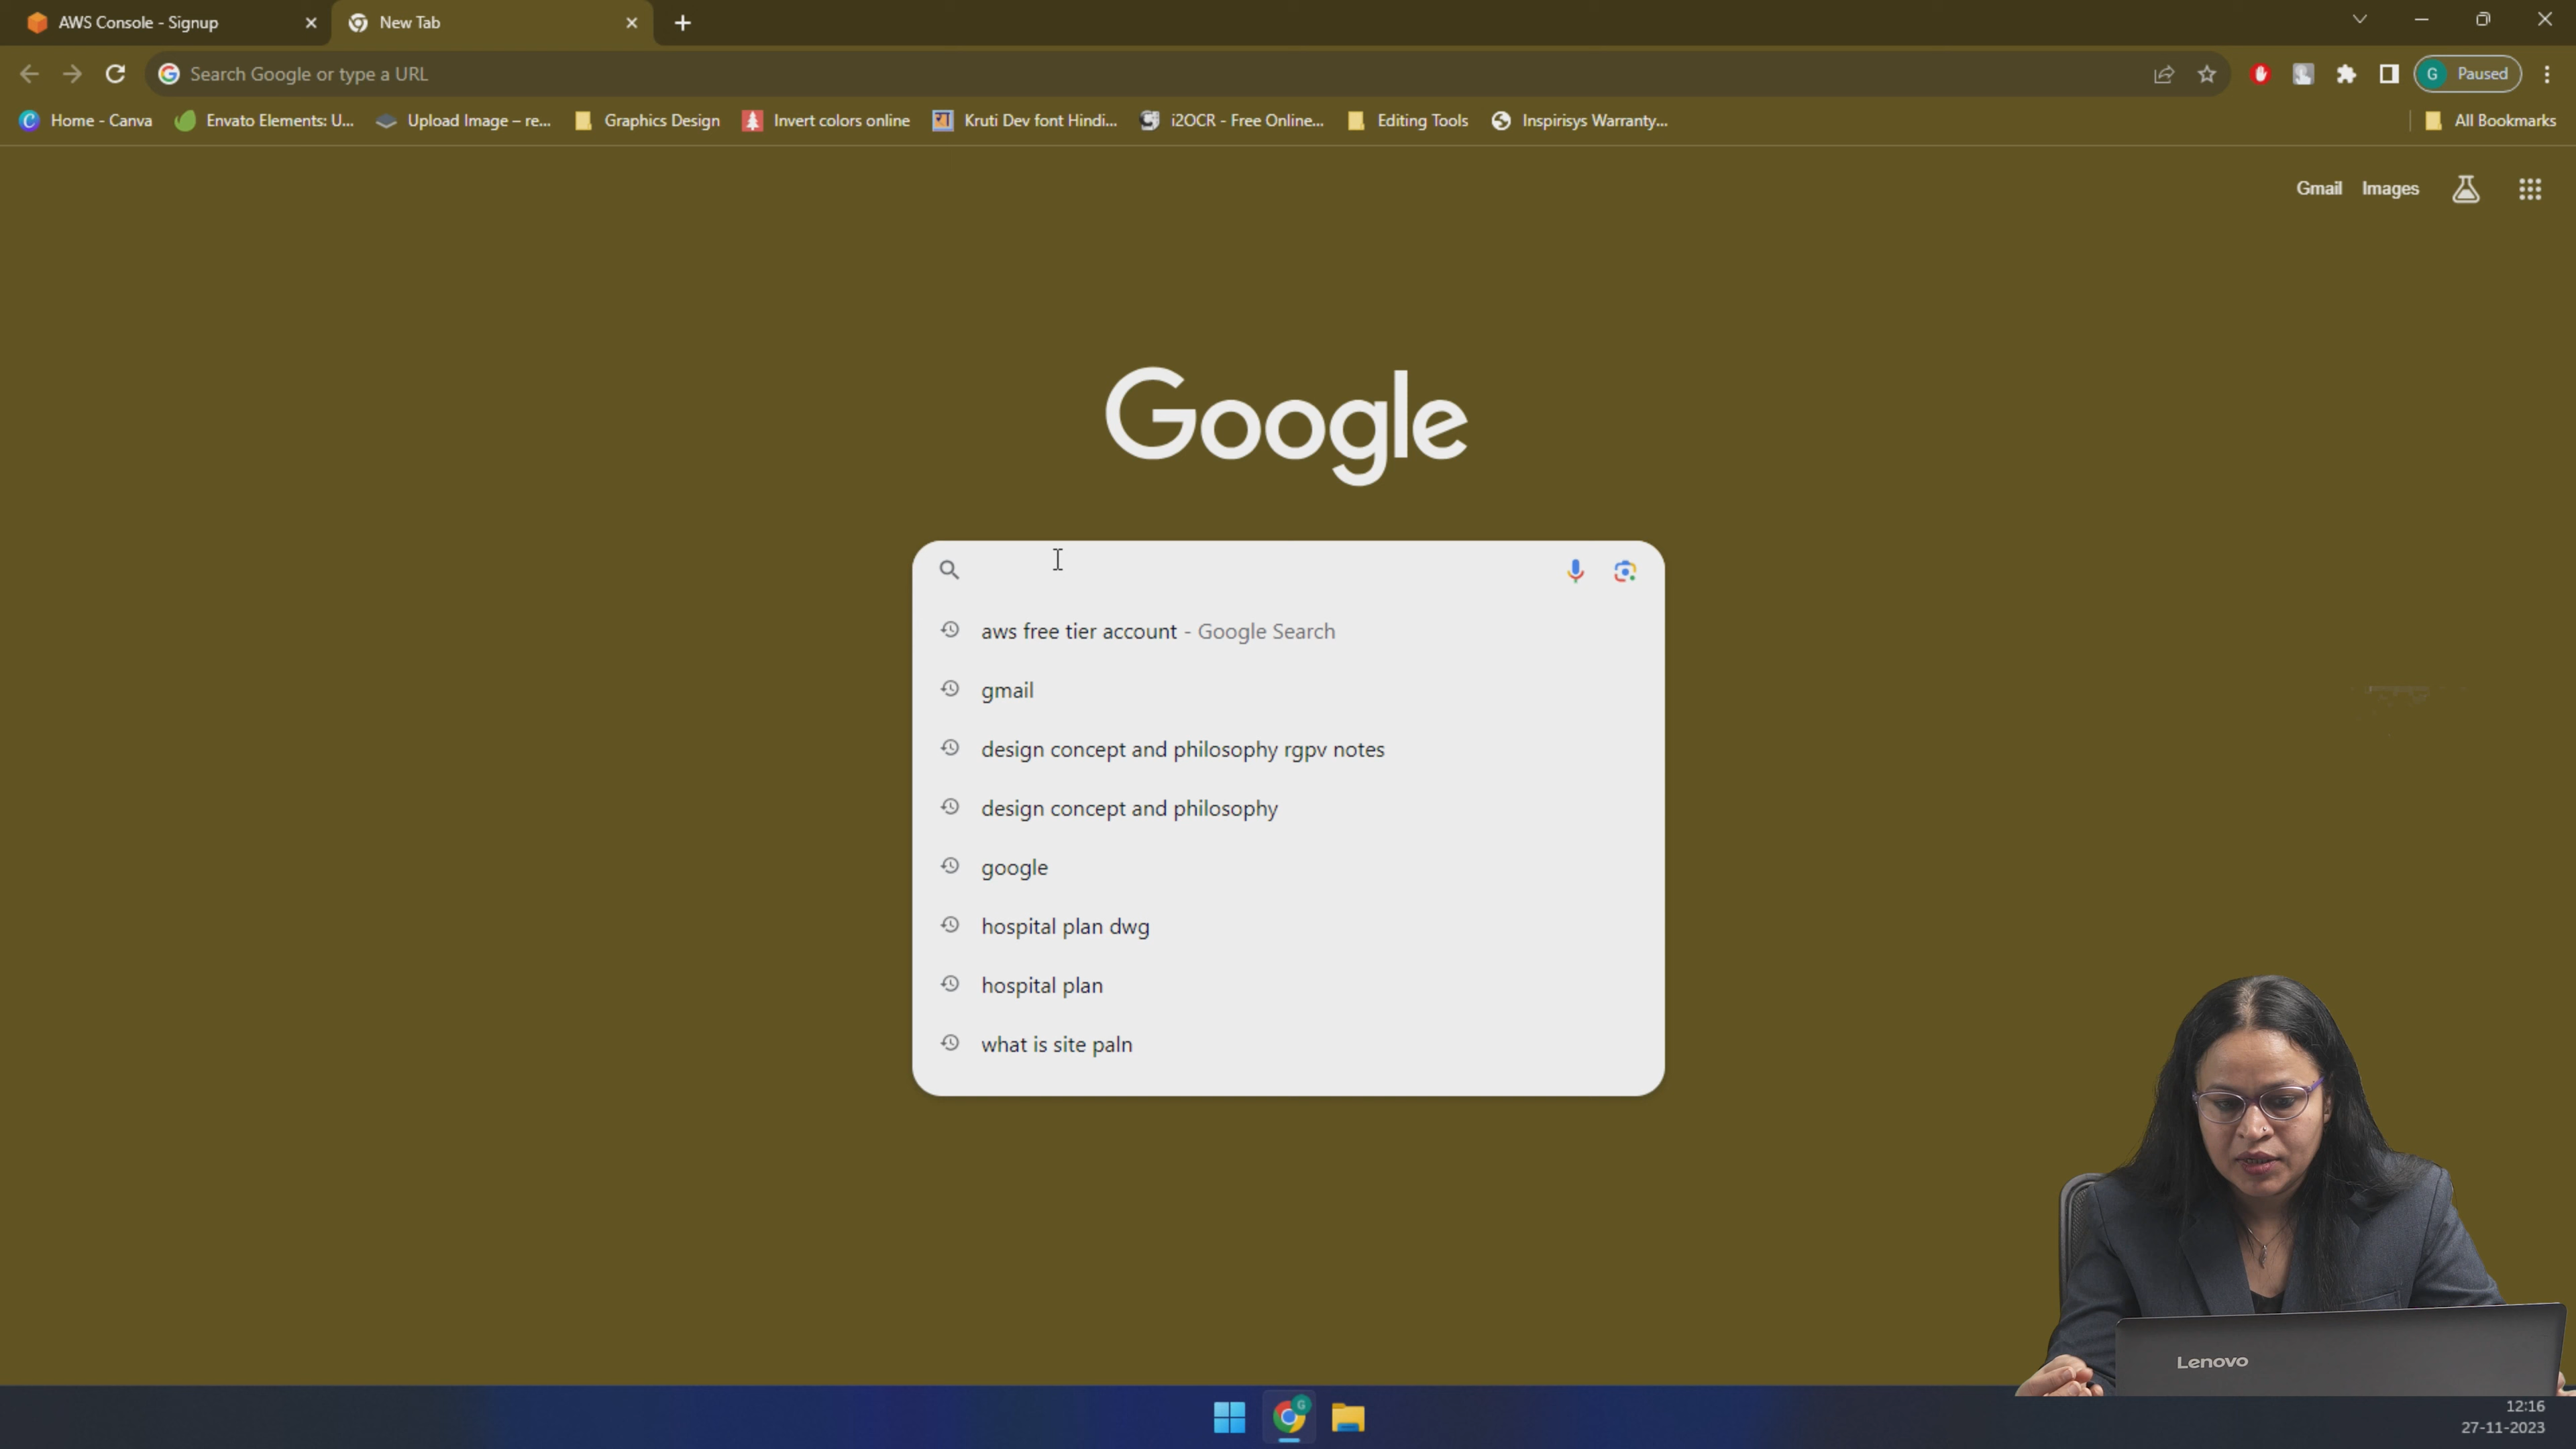 AWS Console - Signup
New Tab
Search Google or type a URL
G Paused
Home - Canva
Envato Elements: U...
Upload Image – re...
Graphics Design
Invert colors online
Kruti Dev font Hindi...
i2OCR - Free Online...
Editing Tools
Inspirisys Warranty...
All Bookmarks
Gmail Images
Google
aws free tier account - Google Search
gmail
design concept and philosophy rgpv notes
design concept and philosophy
google
hospital plan dwg
hospital plan
what is site paln
Lenovo
12:16
27-11-2023